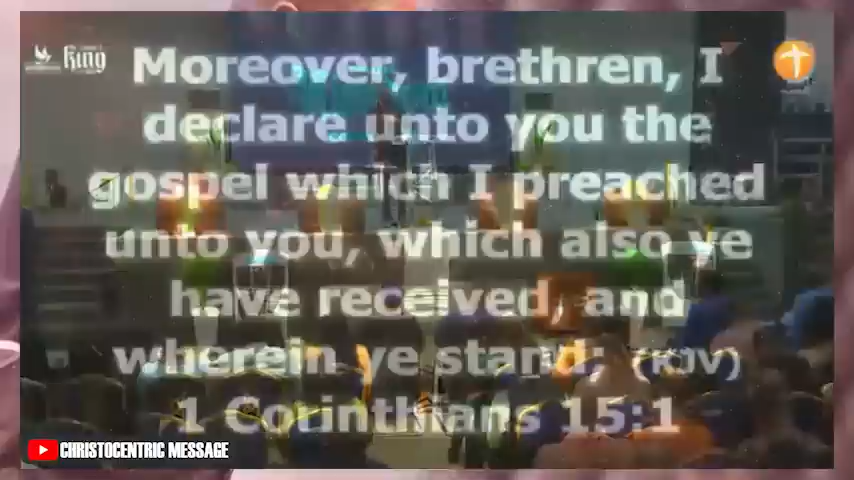 King
Moreover, brethren, I
declare unto you the
gospel which I preached
unto you, which also ye
have received, and
wherein ye stand; (KJV)
1 Corinthians 15:1
CHRISTOCENTRIC MESSAGE